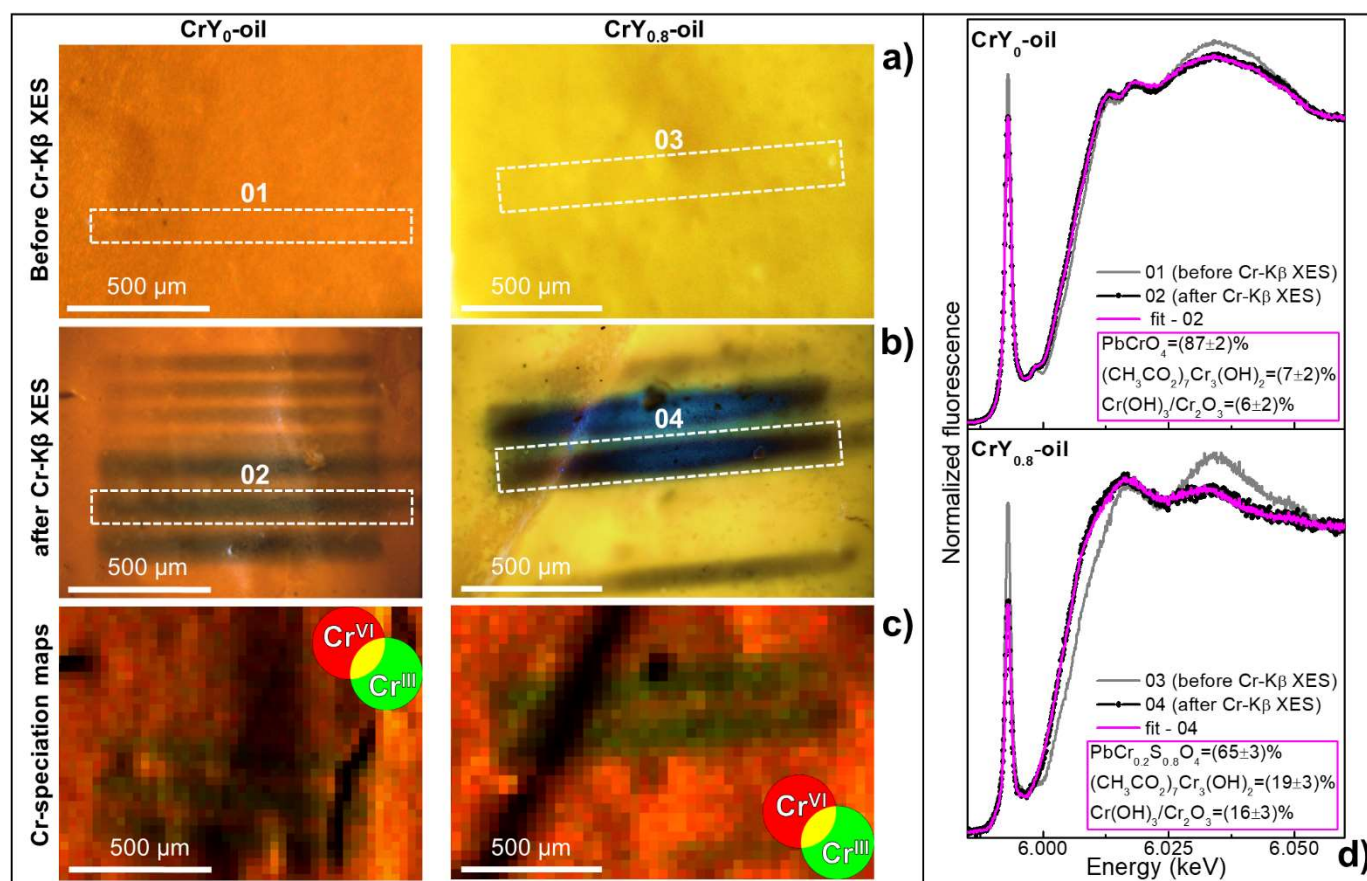 CrY₀-oil
CrY₀.₈-oil
a)
Before Cr-Kβ XES
01
500 µm
03
500 µm
b)
after Cr-Kβ XES
02
500 µm
04
500 µm
c)
Cr-speciation maps
Crⱽᴵ
Crᴵᴵᴵ
500 µm
Crⱽᴵ
Crᴵᴵᴵ
500 µm
CrY₀-oil
Normalized fluorescence
01 (before Cr-Kβ XES)
02 (after Cr-Kβ XES)
fit - 02
PbCrO₄=(87±2)%
(CH₃CO₂)₇Cr₃(OH)₂=(7±2)%
Cr(OH)₃/Cr₂O₃=(6±2)%
CrY₀.₈-oil
03 (before Cr-Kβ XES)
04 (after Cr-Kβ XES)
fit - 04
PbCr₀.₂S₀.₈O₄=(65±3)%
(CH₃CO₂)₇Cr₃(OH)₂=(19±3)%
Cr(OH)₃/Cr₂O₃=(16±3)%
6.000 6.025 6.050
Energy (keV)
d)